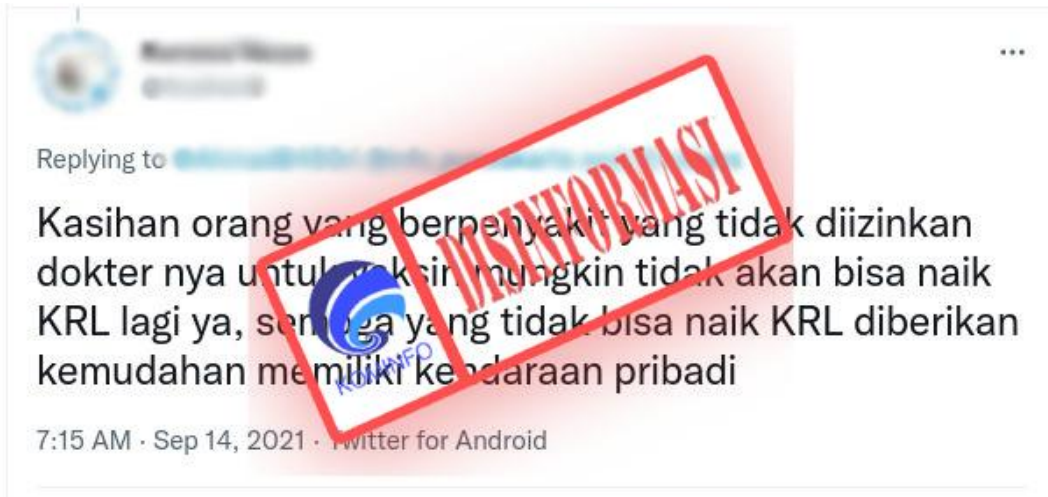 Replying to
Kasihan orang yang berpenyakit yang tidak diizinkan
dokter nya untuk vaksin mungkin tidak akan bisa naik
KRL lagi ya, semoga yang tidak bisa naik KRL diberikan
kemudahan memiliki kendaraan pribadi
7:15 AM · Sep 14, 2021 · Twitter for Android
DISINFORMASI
KOMINFO